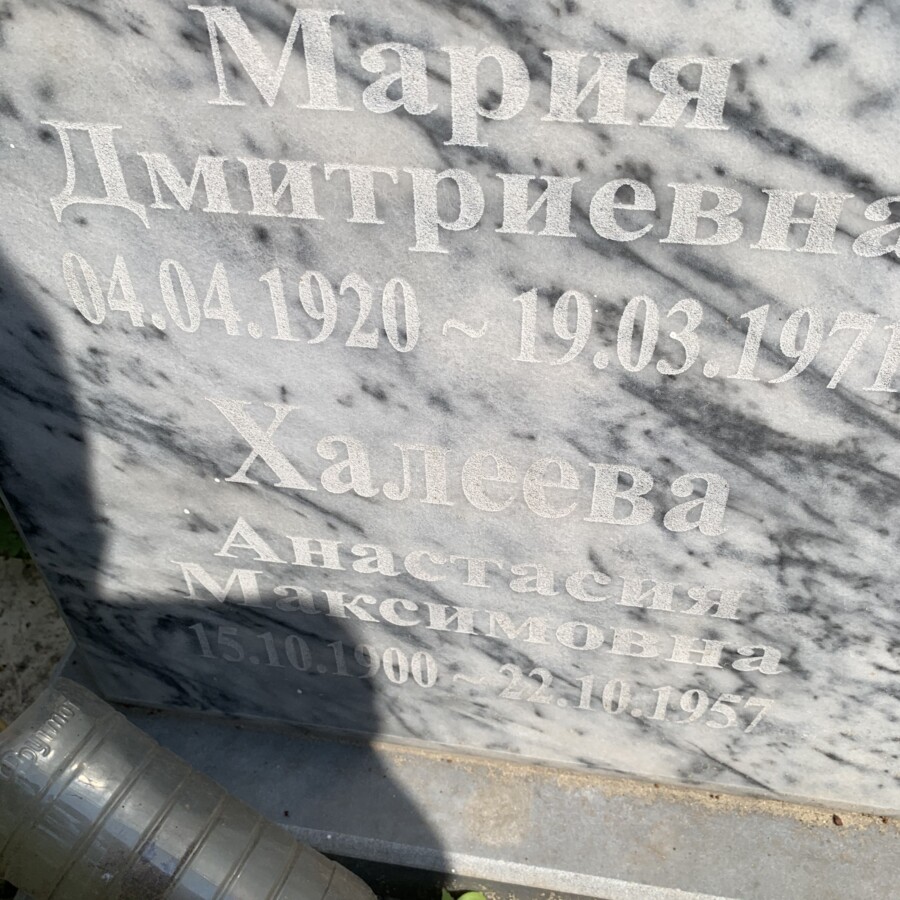 Мария
Дмитриевна
04.04.1920 ~ 19.03.1971
Халеева
Анастасия
Максимовна
15.10.1900 ~ 22.10.1957